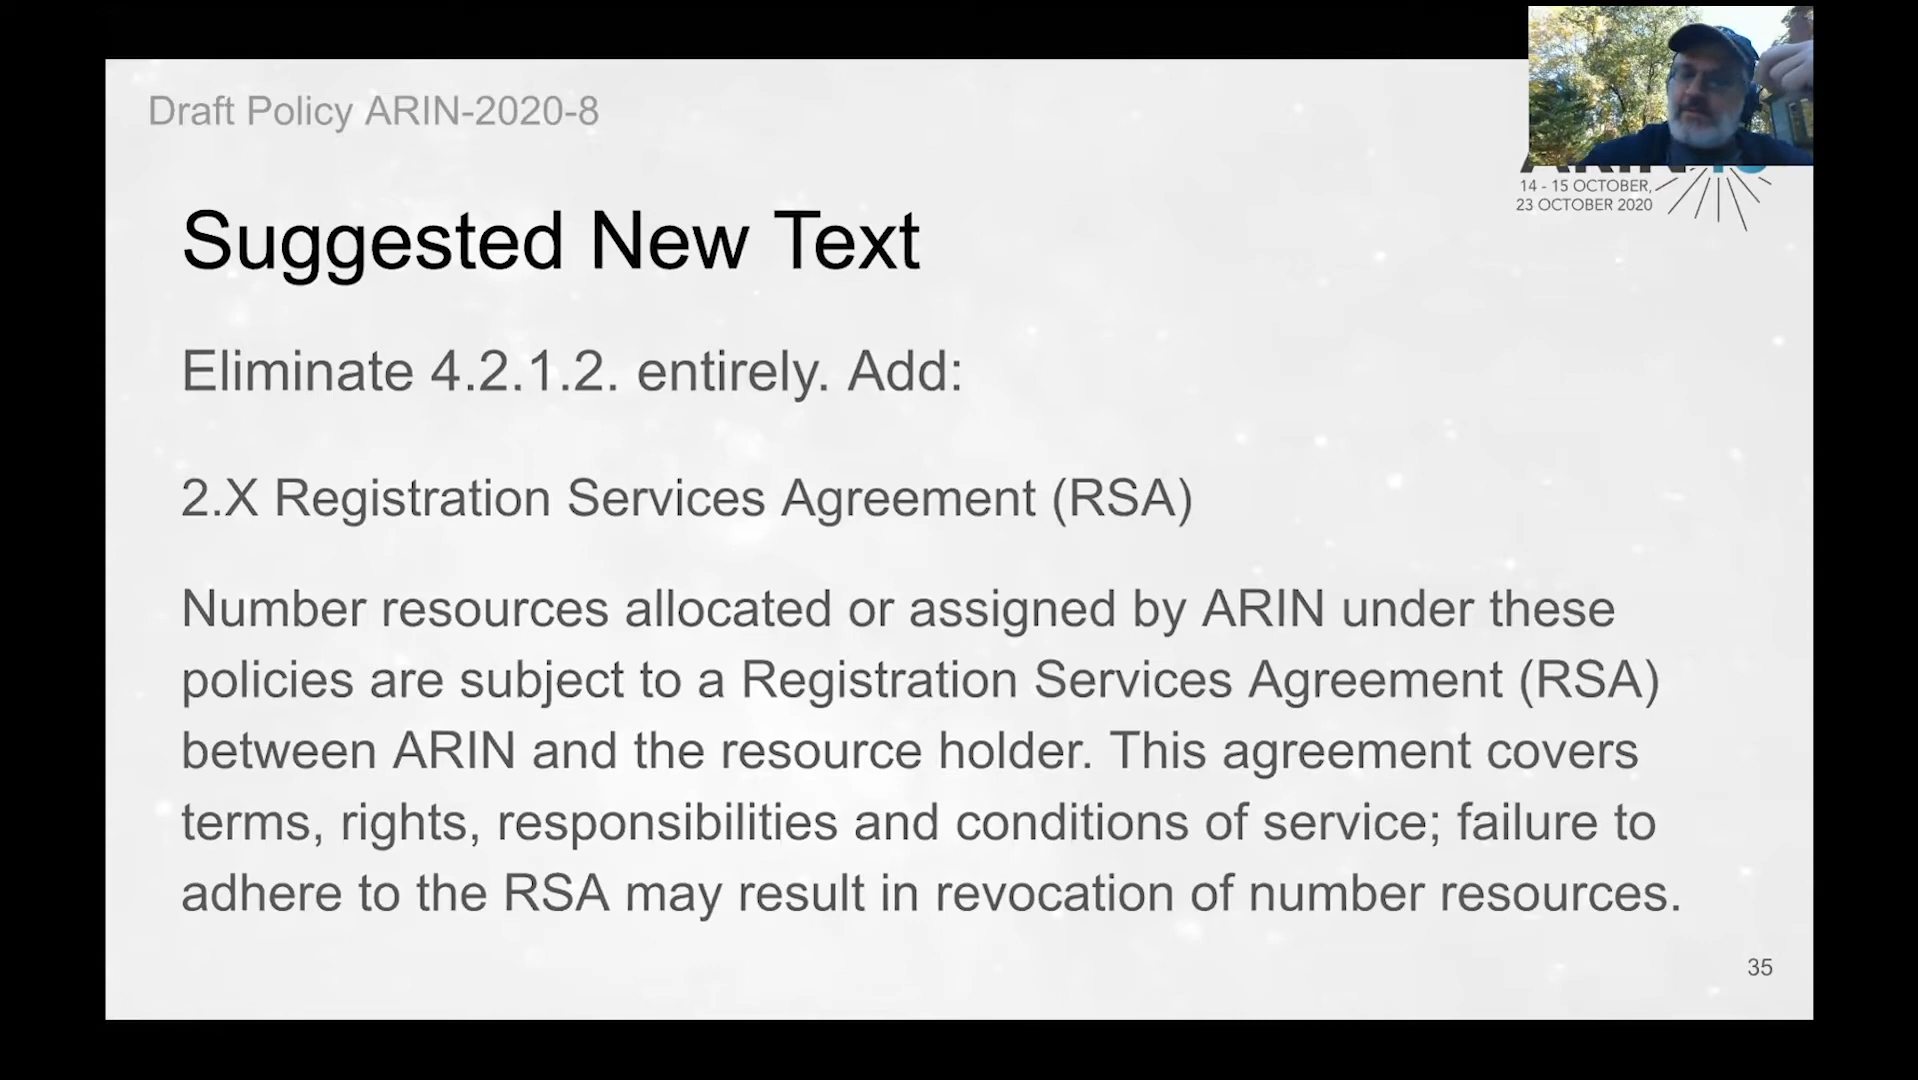 Draft Policy ARIN-2020-8
14 - 15 OCTOBER,
23 OCTOBER 2020
Suggested New Text
Eliminate 4.2.1.2. entirely. Add:
2.X Registration Services Agreement (RSA)
Number resources allocated or assigned by ARIN under these
policies are subject to a Registration Services Agreement (RSA)
between ARIN and the resource holder. This agreement covers
terms, rights, responsibilities and conditions of service; failure to
adhere to the RSA may result in revocation of number resources.
35